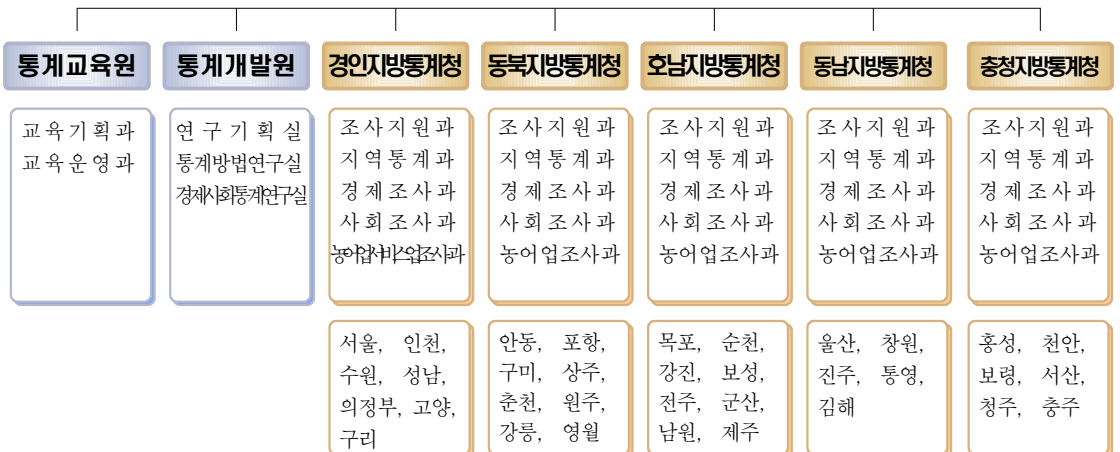 통계교육원
통계개발원
경인지방통계청
동북지방통계청
호남지방통계청
동남지방통계청
충청지방통계청
교육기획과
교육운영과
연구기획실
통계방법연구실
경제사회통계연구실
조사지원과
지역통계과
경제조사과
사회조사과
농어업서비스업조사과
조사지원과
지역통계과
경제조사과
사회조사과
농어업조사과
조사지원과
지역통계과
경제조사과
사회조사과
농어업조사과
조사지원과
지역통계과
경제조사과
사회조사과
농어업조사과
조사지원과
지역통계과
경제조사과
사회조사과
농어업조사과
서울, 인천,
수원, 성남,
의정부, 고양,
구리
안동, 포항,
구미, 상주,
춘천, 원주,
강릉, 영월
목포, 순천,
강진, 보성,
전주, 군산,
남원, 제주
울산, 창원,
진주, 통영,
김해
홍성, 천안,
보령, 서산,
청주, 충주